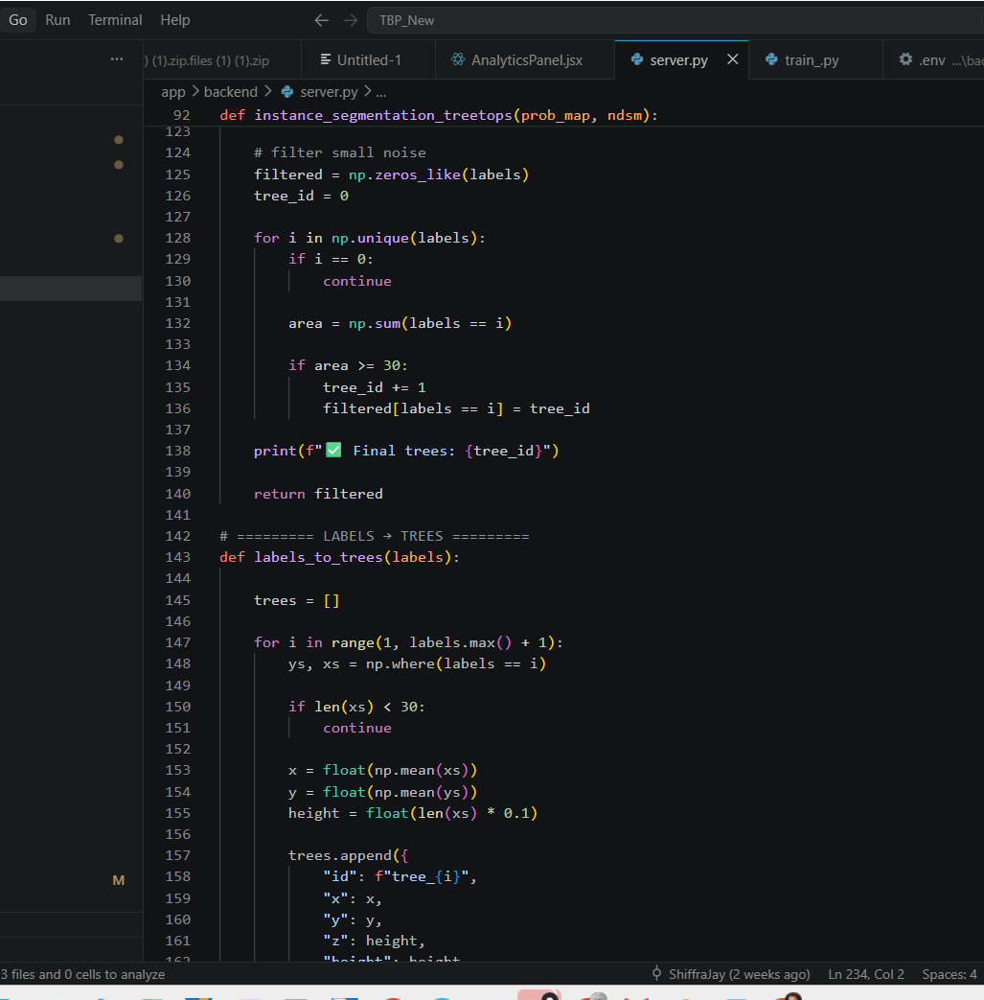 Go Run Terminal Help ← → TBP_New
... ) (1).zip.files (1) (1).zip Untitled-1 AnalyticsPanel.jsx server.py × train_.py .env ...\bac
app > backend > server.py > ...
92 def instance_segmentation_treetops(prob_map, ndsm):
123
124 # filter small noise
125 filtered = np.zeros_like(labels)
126 tree_id = 0
127
128 for i in np.unique(labels):
129 if i == 0:
130 continue
131
132 area = np.sum(labels == i)
133
134 if area >= 30:
135 tree_id += 1
136 filtered[labels == i] = tree_id
137
138 print(f"✅ Final trees: {tree_id}")
139
140 return filtered
141
142 # ========= LABELS → TREES =========
143 def labels_to_trees(labels):
144
145 trees = []
146
147 for i in range(1, labels.max() + 1):
148 ys, xs = np.where(labels == i)
149
150 if len(xs) < 30:
151 continue
152
153 x = float(np.mean(xs))
154 y = float(np.mean(ys))
155 height = float(len(xs) * 0.1)
156
157 trees.append({
158 "id": f"tree_{i}",
159 "x": x,
160 "y": y,
161 "z": height,
162 "height": height
M
3 files and 0 cells to analyze ShiffraJay (2 weeks ago) Ln 234, Col 2 Spaces: 4